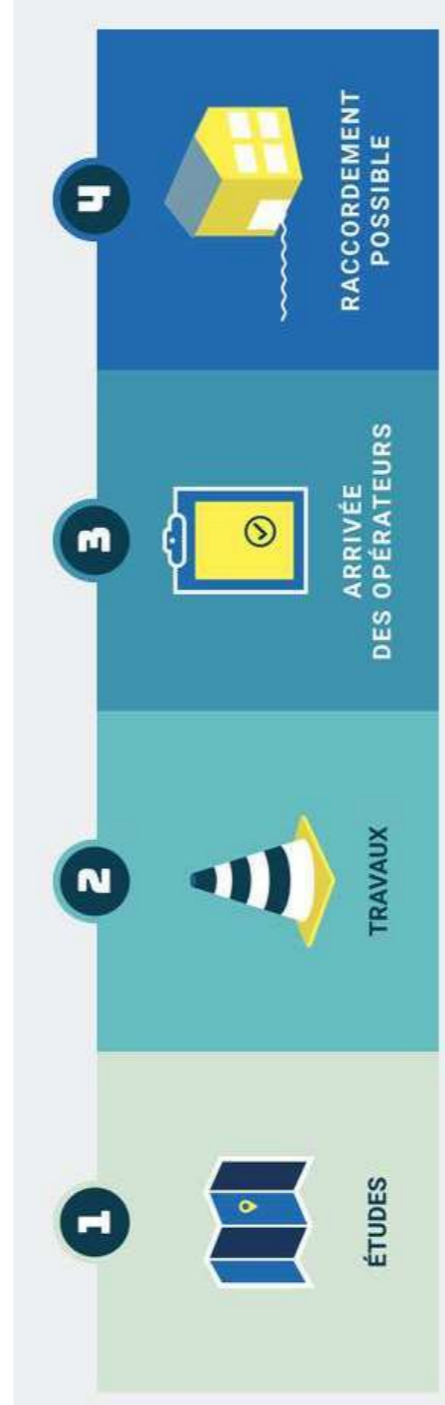 1
ÉTUDES
2
TRAVAUX
3
ARRIVÉE
DES OPÉRATEURS
4
RACCORDEMENT
POSSIBLE